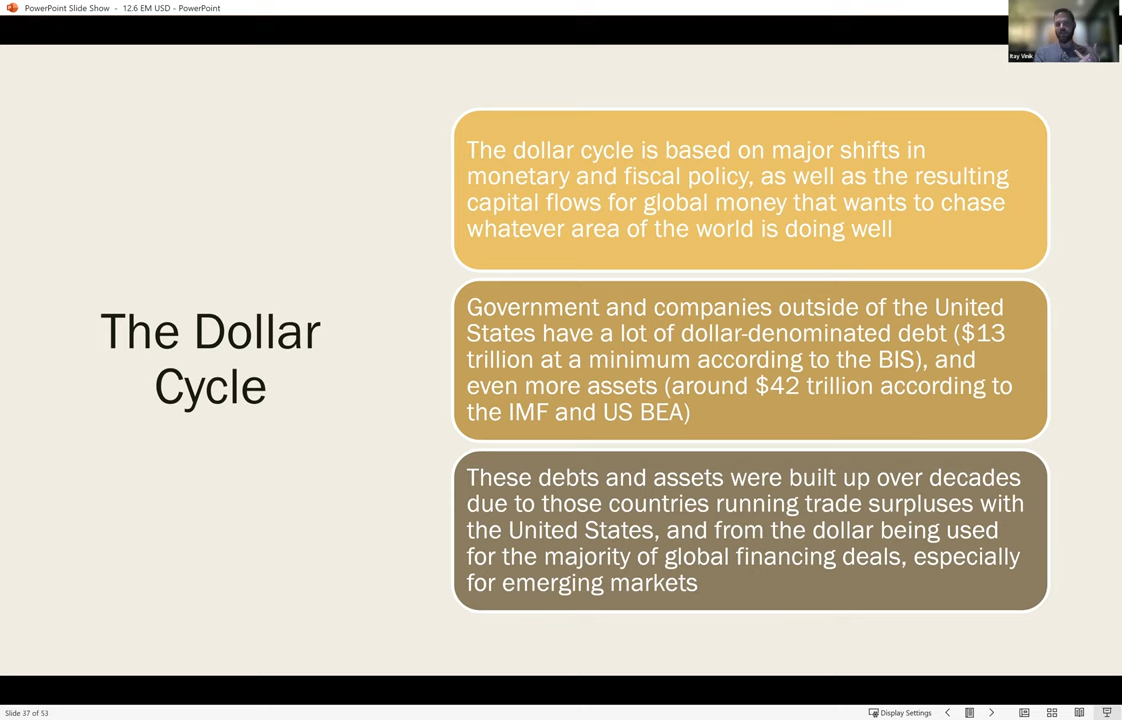 PowerPoint Slide Show - 12.6 EM USD - PowerPoint
Itay Vinik
The Dollar
Cycle
The dollar cycle is based on major shifts in
monetary and fiscal policy, as well as the resulting
capital flows for global money that wants to chase
whatever area of the world is doing well
Government and companies outside of the United
States have a lot of dollar-denominated debt ($13
trillion at a minimum according to the BIS), and
even more assets (around $42 trillion according to
the IMF and US BEA)
These debts and assets were built up over decades
due to those countries running trade surpluses with
the United States, and from the dollar being used
for the majority of global financing deals, especially
for emerging markets
Slide 37 of 53
Display Settings